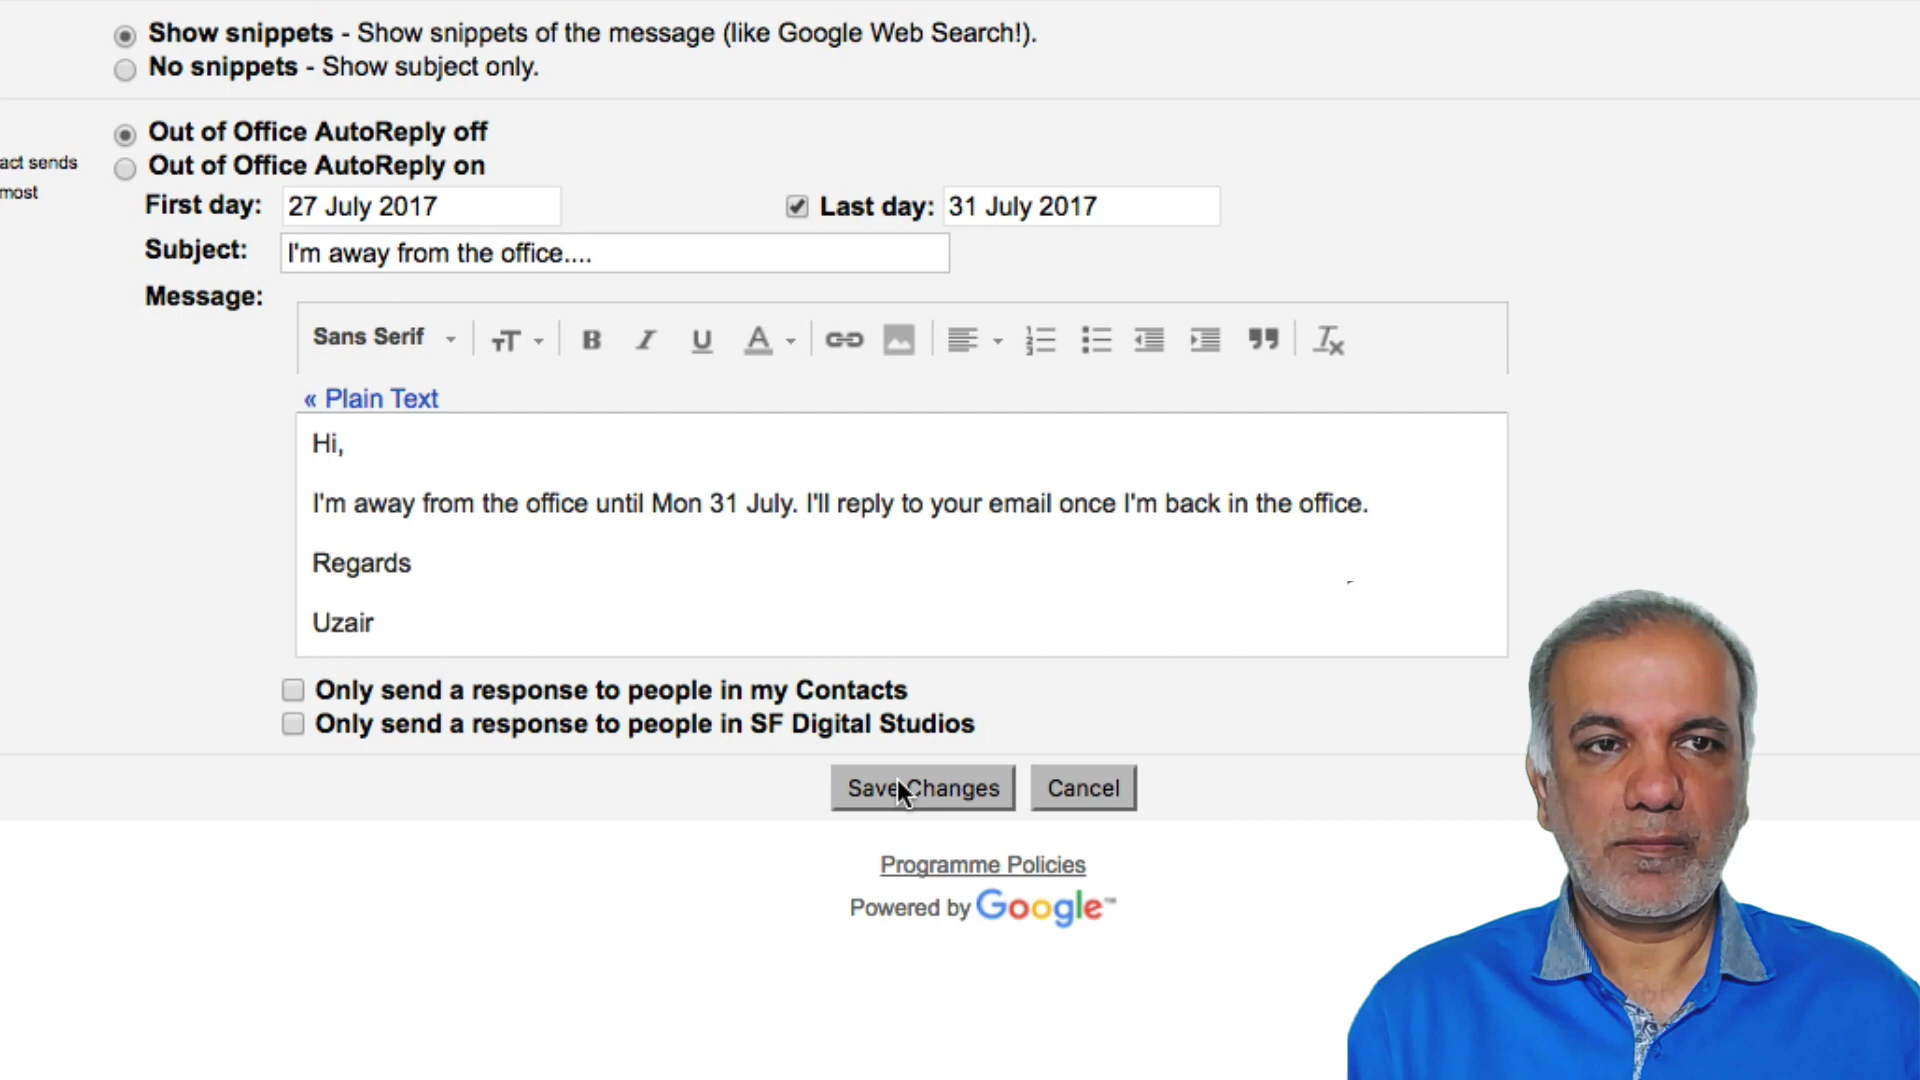 Show snippets - Show snippets of the message (like Google Web Search!).
No snippets - Show subject only.
Out of Office AutoReply off
act sends
Out of Office AutoReply on
most
First day: 27 July 2017 Last day: 31 July 2017
Subject: I'm away from the office....
Message:
Sans Serif
« Plain Text
Hi,
I'm away from the office until Mon 31 July. I'll reply to your email once I'm back in the office.
Regards
Uzair
Only send a response to people in my Contacts
Only send a response to people in SF Digital Studios
Save Changes Cancel
Programme Policies
Powered by Google™